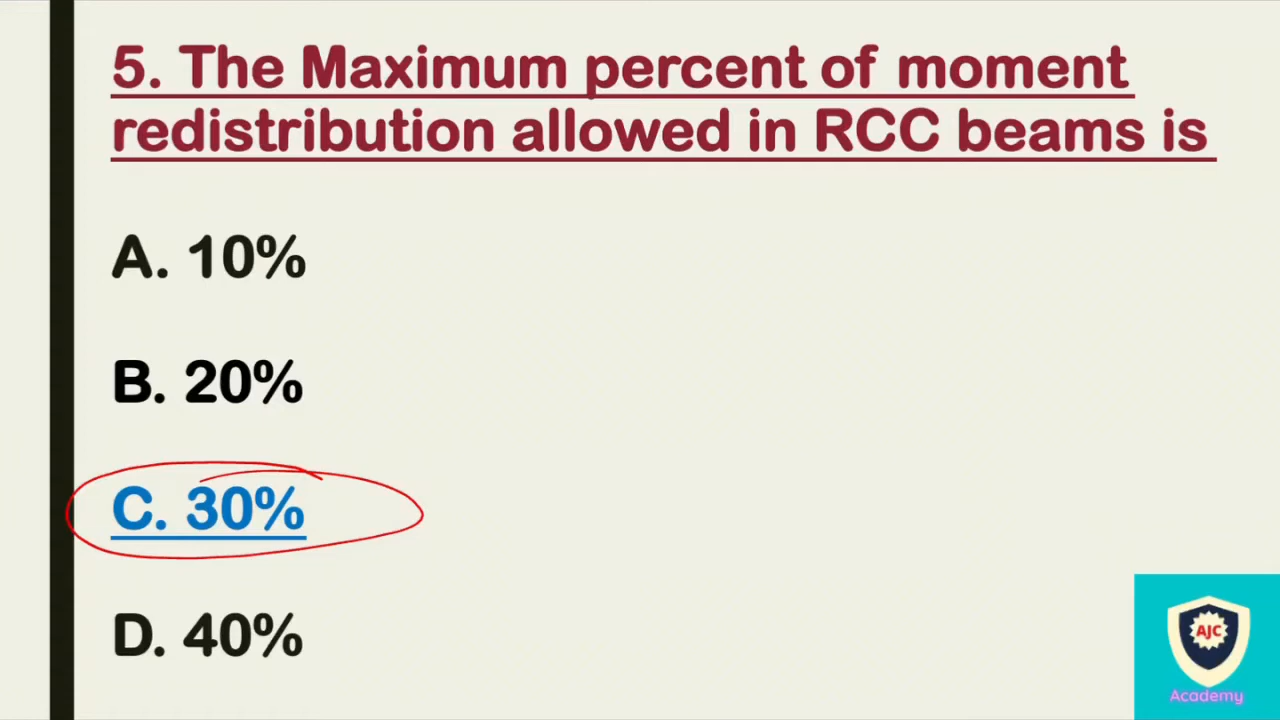 5. The Maximum percent of moment
redistribution allowed in RCC beams is
A. 10%
B. 20%
C. 30%
D. 40%
AJC
Academy